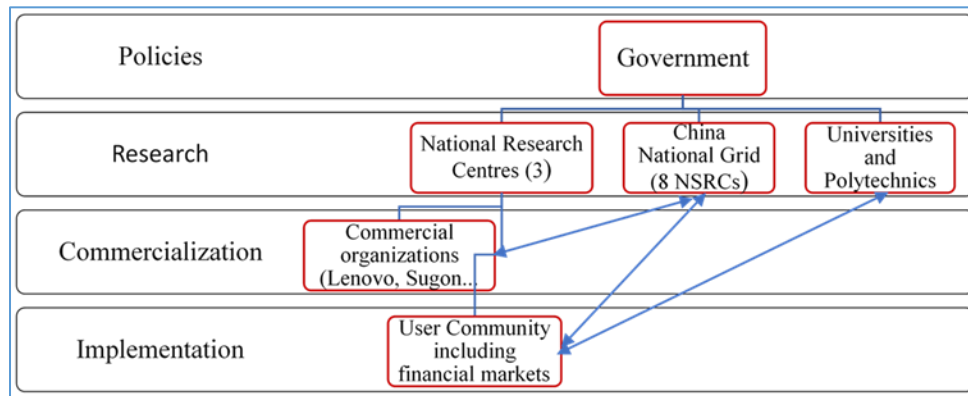 Policies
Government
Research
National Research
Centres (3)
China
National Grid
(8 NSRCs)
Universities
and
Polytechnics
Commercialization
Commercial
organizations
(Lenovo, Sugon...
Implementation
User Community
including
financial markets